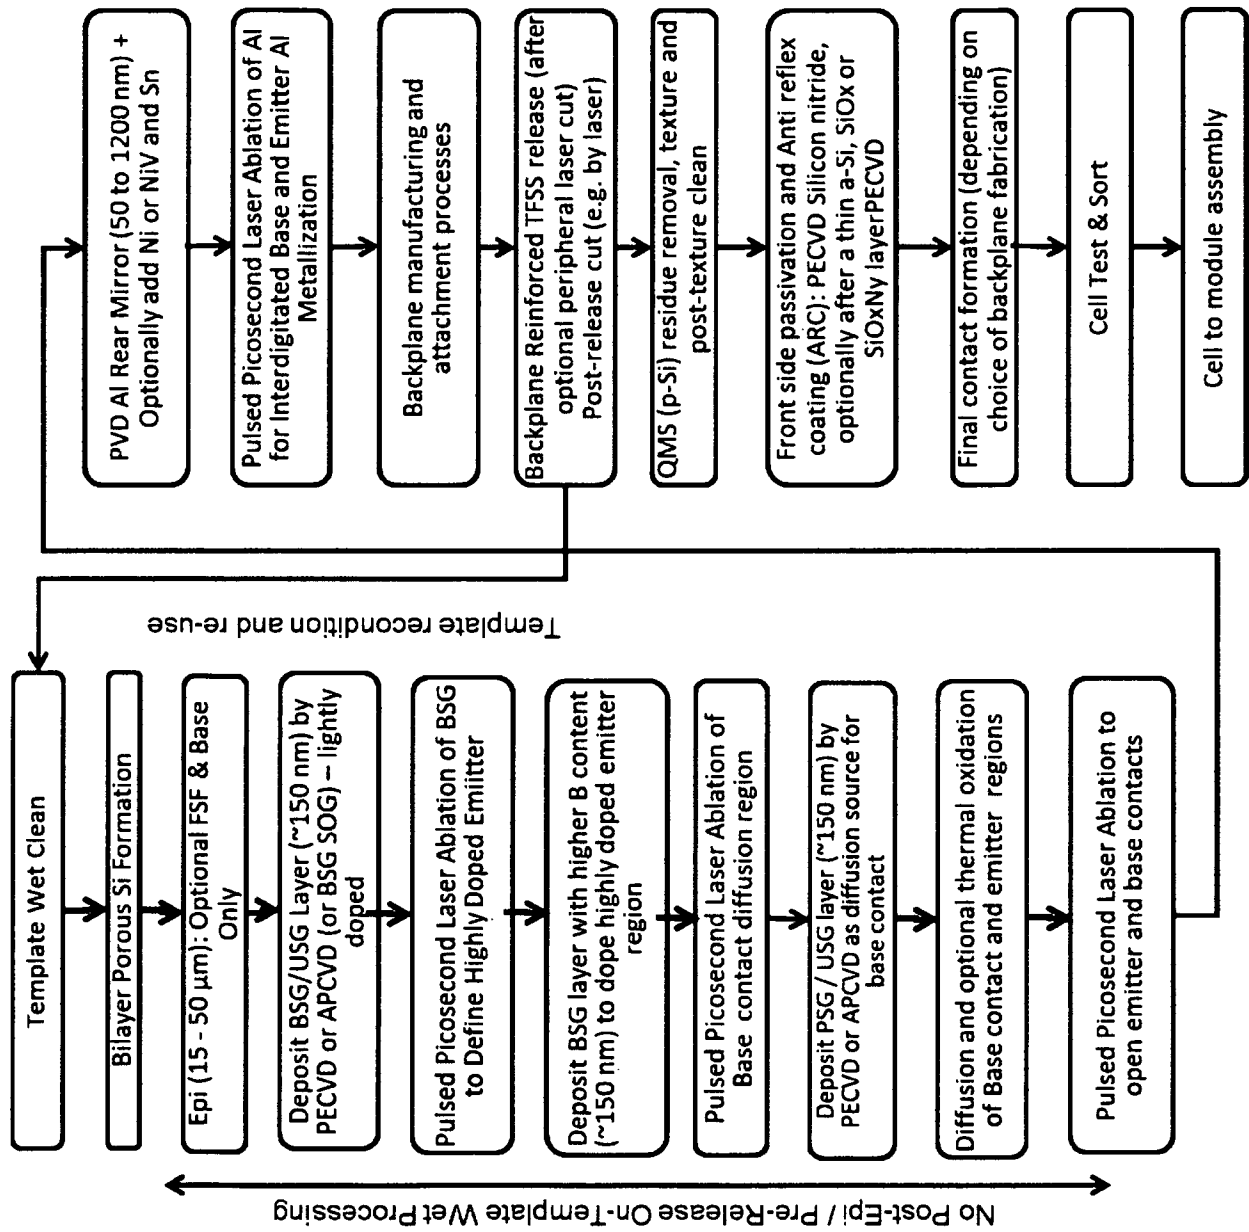 Template Wet Clean
Bilayer Porous Si Formation
Epi (15 - 50 µm): Optional FSF & Base
Only
Deposit BSG/USG Layer (~150 nm) by
PECVD or APCVD (or BSG SOG) – lightly
doped
Pulsed Picosecond Laser Ablation of BSG
to Define Highly Doped Emiitter
Deposit BSG layer with higher B content
(~150 nm) to dope highly doped emitter
region
Pulsed Picosecond Laser Ablation of
Base contact diffusion region
Deposit PSG / USG layer (~150 nm) by
PECVD or APCVD as diffusion source for
base contact
Diffusion and optional thermal oxidation
of Base contact and emitter regions
Pulsed Picosecond Laser Ablation to
open emitter and base contacts
No Post-Epi / Pre-Release On-Template Wet Processing
Template recondition and re-use
PVD Al Rear Mirror (50 to 1200 nm) +
Optionally add Ni or NiV and Sn
Pulsed Picosecond Laser Ablation of Al
for Interdigitated Base and Emitter Al
Metallization
Backplane manufacturing and
attachment processes
Backplane Reinforced TFSS release (after
optional peripheral laser cut)
Post-release cut (e.g. by laser)
QMS (p-Si) residue removal, texture and
post-texture clean
Front side passivation and Anti reflex
coating (ARC): PECVD Silicon nitride,
optionally after a thin a-Si, SiOx or
SiOxNy layerPECVD
Final contact formation (depending on
choice of backplane fabrication)
Cell Test & Sort
Cell to module assembly